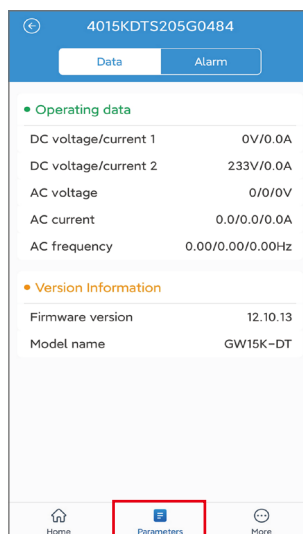 4015KDTS205G0484
Data Alarm
Operating data
DC voltage/current 1 0V/0.0A
DC voltage/current 2 233V/0.0A
AC voltage 0/0/0V
AC current 0.0/0.0/0.0A
AC frequency 0.00/0.00/0.00Hz
Version Information
Firmware version 12.10.13
Model name GW15K-DT
Home Parameters More